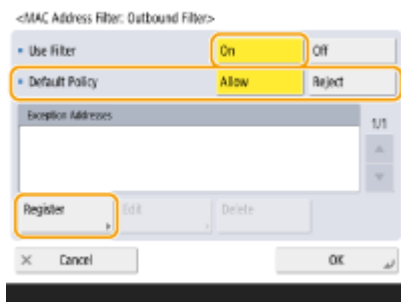 <MAC Address Filter: Outbound Filter>
Use Filter On Off
Default Policy Allow Reject
Exception Addresses
1/1
Register Edit Delete
× Cancel OK